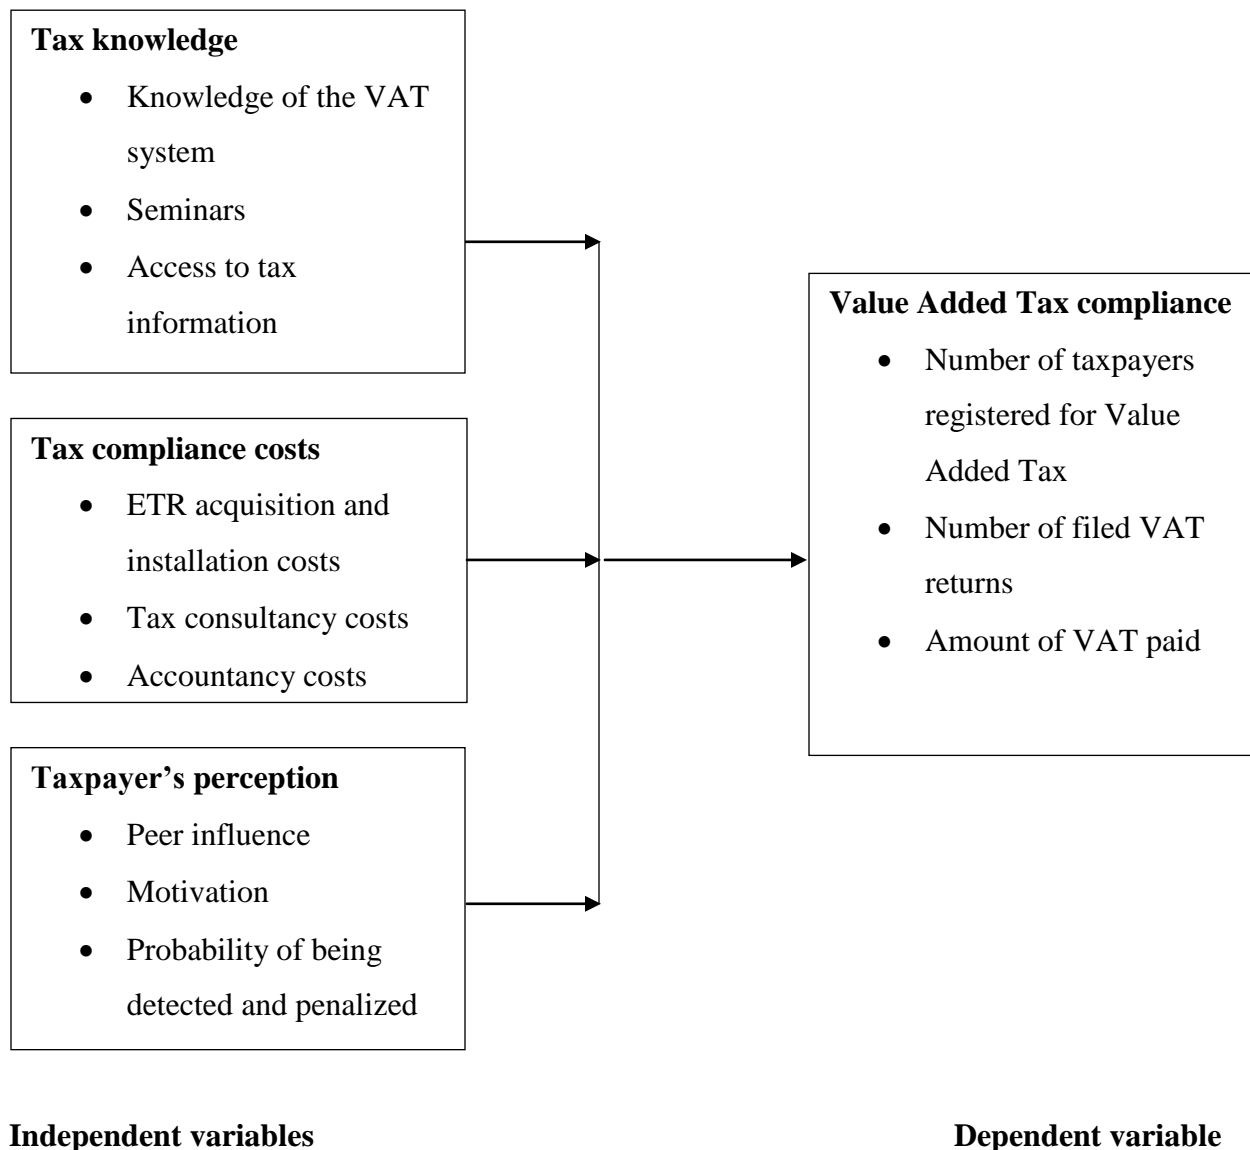 Tax knowledge
• Knowledge of the VAT
system
• Seminars
• Access to tax
information
Tax compliance costs
• ETR acquisition and
installation costs
• Tax consultancy costs
• Accountancy costs
Taxpayer’s perception
• Peer influence
• Motivation
• Probability of being
detected and penalized
Value Added Tax compliance
• Number of taxpayers
registered for Value
Added Tax
• Number of filed VAT
returns
• Amount of VAT paid
Independent variables
Dependent variable